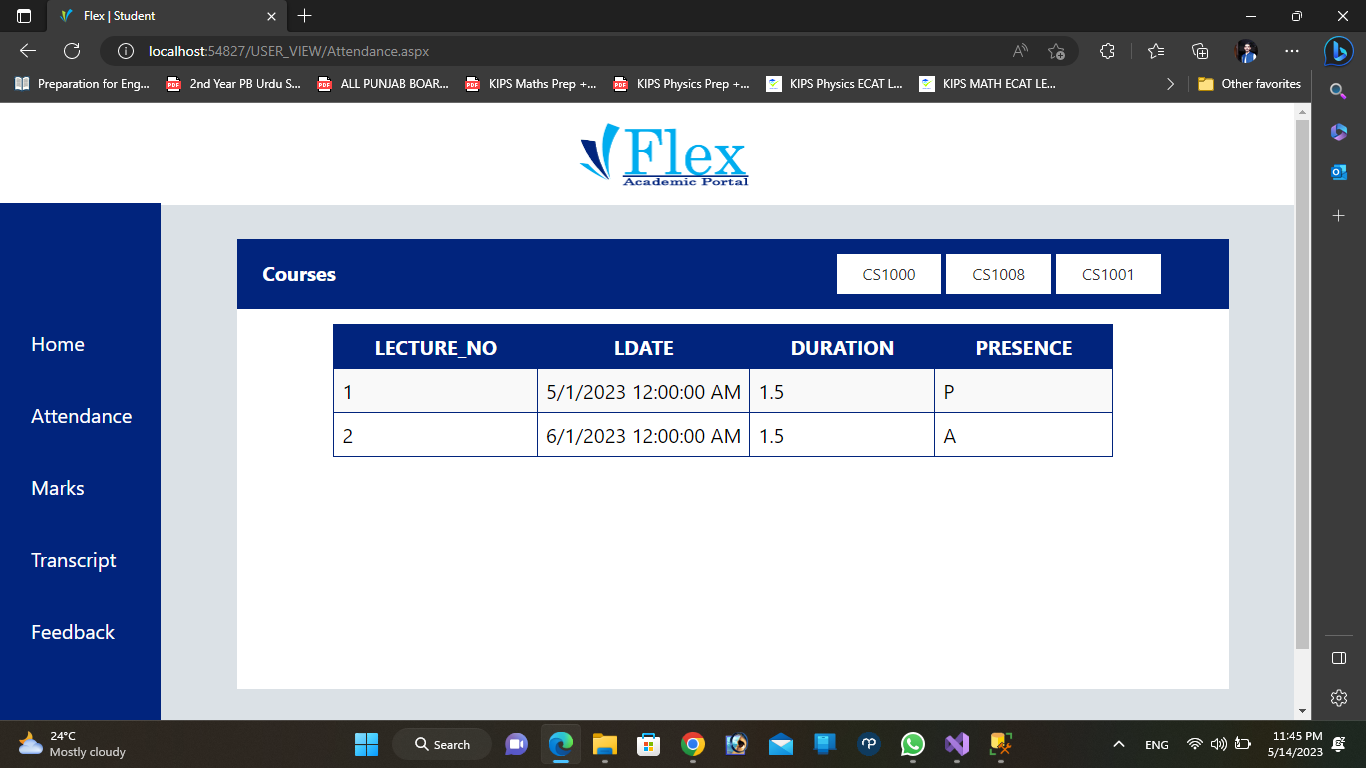 Flex | Student
localhost:54827/USER_VIEW/Attendance.aspx
Preparation for Eng... 2nd Year PB Urdu S... ALL PUNJAB BOAR... KIPS Maths Prep +... KIPS Physics Prep +... KIPS Physics ECAT L... KIPS MATH ECAT LE... Other favorites
Flex
Academic Portal
Home
Attendance
Marks
Transcript
Feedback
Courses CS1000 CS1008 CS1001
LECTURE_NO LDATE DURATION PRESENCE
1 5/1/2023 12:00:00 AM 1.5 P
2 6/1/2023 12:00:00 AM 1.5 A
24°C
Mostly cloudy
Search
ENG
11:45 PM
5/14/2023